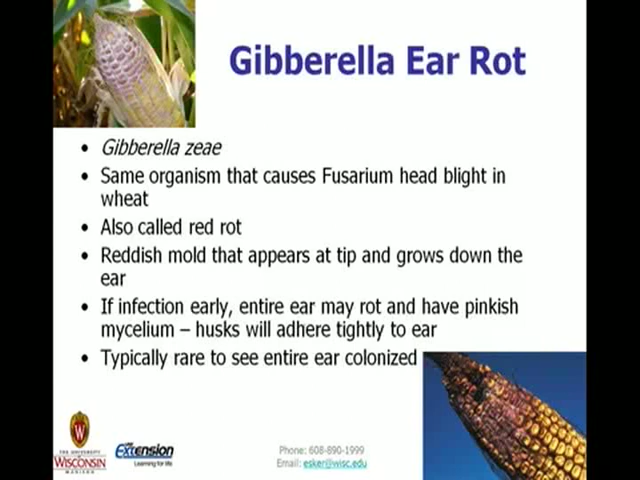 Gibberella Ear Rot
• Gibberella zeae
• Same organism that causes Fusarium head blight in
wheat
• Also called red rot
• Reddish mold that appears at tip and grows down the
ear
• If infection early, entire ear may rot and have pinkish
mycelium – husks will adhere tightly to ear
• Typically rare to see entire ear colonized
W
THE UNIVERSITY
WISCONSIN
MADISON
Extension
Learning for life
Phone: 608-890-1999
Email: esker@wisc.edu